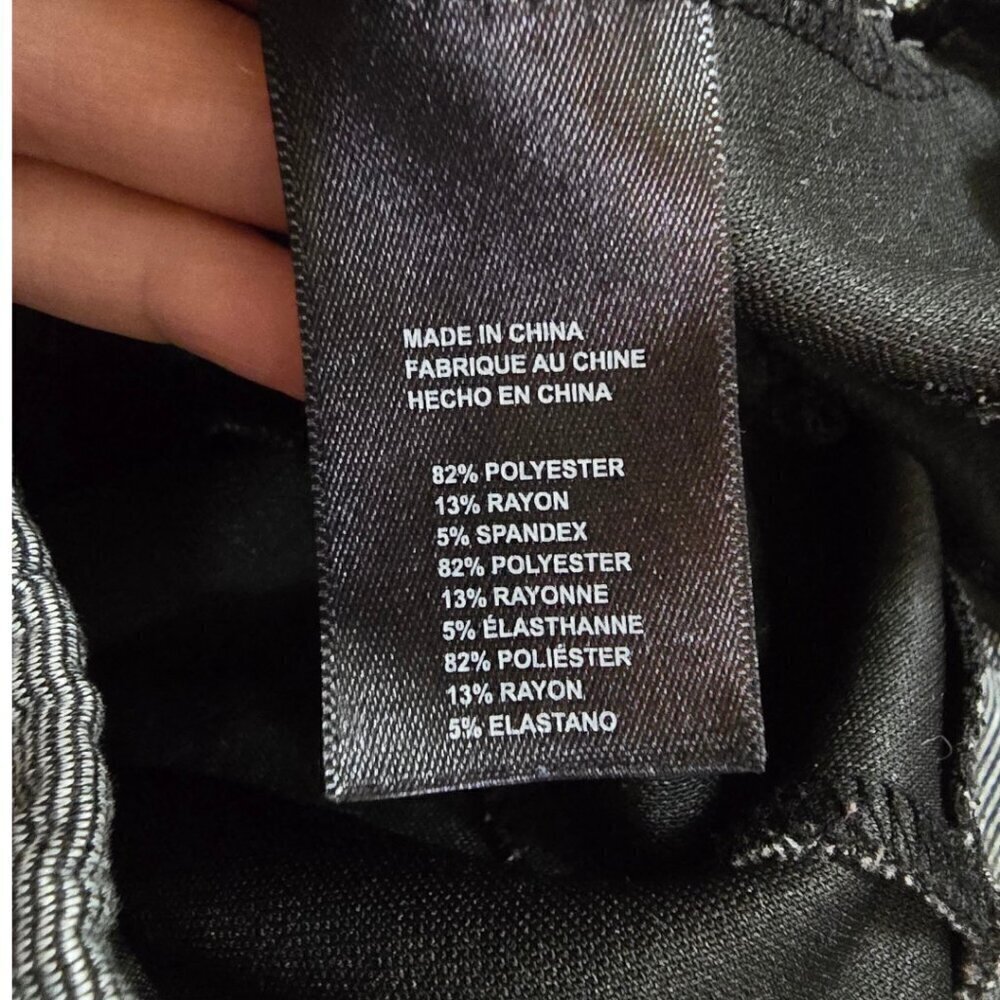 MADE IN CHINA
FABRIQUE AU CHINE
HECHO EN CHINA
82% POLYESTER
13% RAYON
5% SPANDEX
82% POLYESTER
13% RAYONNE
5% ÉLASTHANNE
82% POLIÉSTER
13% RAYON
5% ELASTANO